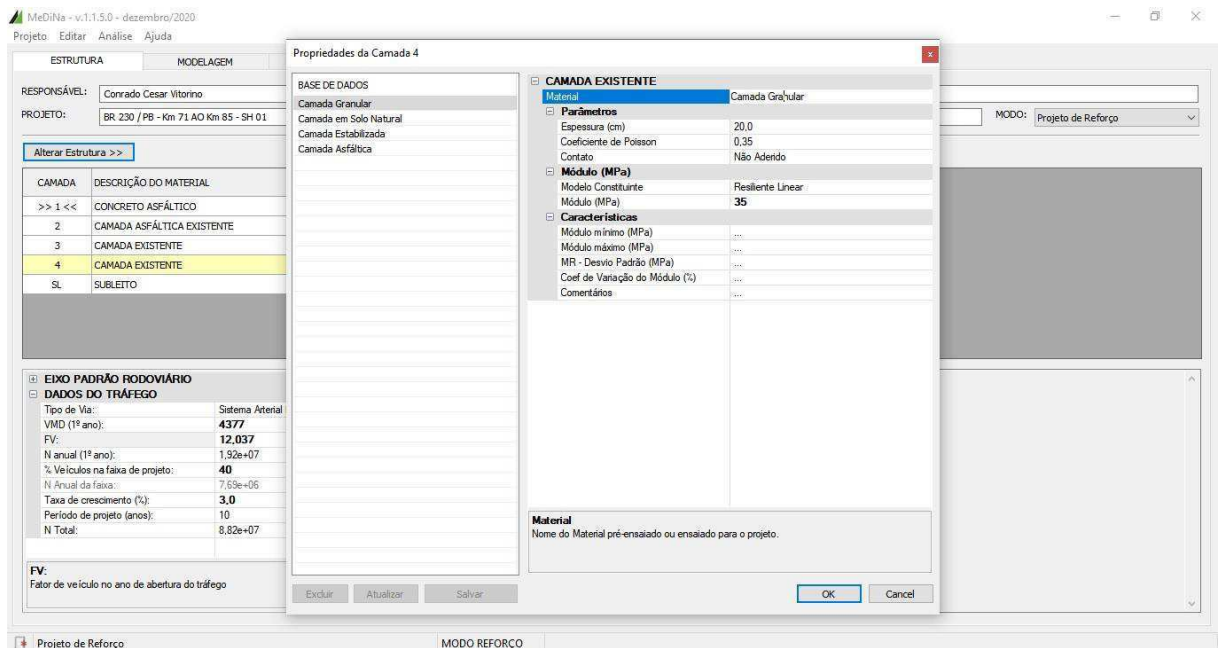 MeDiNa - v.1.1.5.0 - dezembro/2020
Projeto Editar Análise Ajuda
ESTRUTURA MODELAGEM
RESPONSÁVEL: Conrado Cesar Vitorino
PROJETO: BR 230 / PB - Km 71 AO Km 85 - SH 01
MODO: Projeto de Reforço
Alterar Estrutura >>
CAMADA DESCRIÇÃO DO MATERIAL
>> 1 << CONCRETO ASFÁLTICO
2 CAMADA ASFÁLTICA EXISTENTE
3 CAMADA EXISTENTE
4 CAMADA EXISTENTE
SL SUBLEITO
EIXO PADRÃO RODOVIÁRIO
DADOS DO TRÁFEGO
Tipo de Via: Sistema Arterial
VMD (1º ano): 4377
FV: 12,037
N anual (1º ano): 1,92e+07
% Veículos na faixa de projeto: 40
N Anual da faixa: 7,69e+06
Taxa de crescimento (%): 3,0
Período de projeto (anos): 10
N Total: 8,82e+07
FV:
Fator de veículo no ano de abertura do tráfego
Projeto de Reforço MODO REFORÇO
Propriedades da Camada 4
x
BASE DE DADOS
Camada Granular
Camada em Solo Natural
Camada Estabilizada
Camada Asfáltica
CAMADA EXISTENTE
Material Camada Granular
Parâmetros
Espessura (cm) 20,0
Coeficiente de Poisson 0,35
Contato Não Aderido
Módulo (MPa)
Modelo Constituinte Resiliente Linear
Módulo (MPa) 35
Características
Módulo mínimo (MPa) ...
Módulo máximo (MPa) ...
MR - Desvio Padrão (MPa) ...
Coef de Variação do Módulo (%) ...
Comentários ...
Material
Nome do Material pré-ensaiado ou ensaiado para o projeto.
Excluir Atualizar Salvar OK Cancel